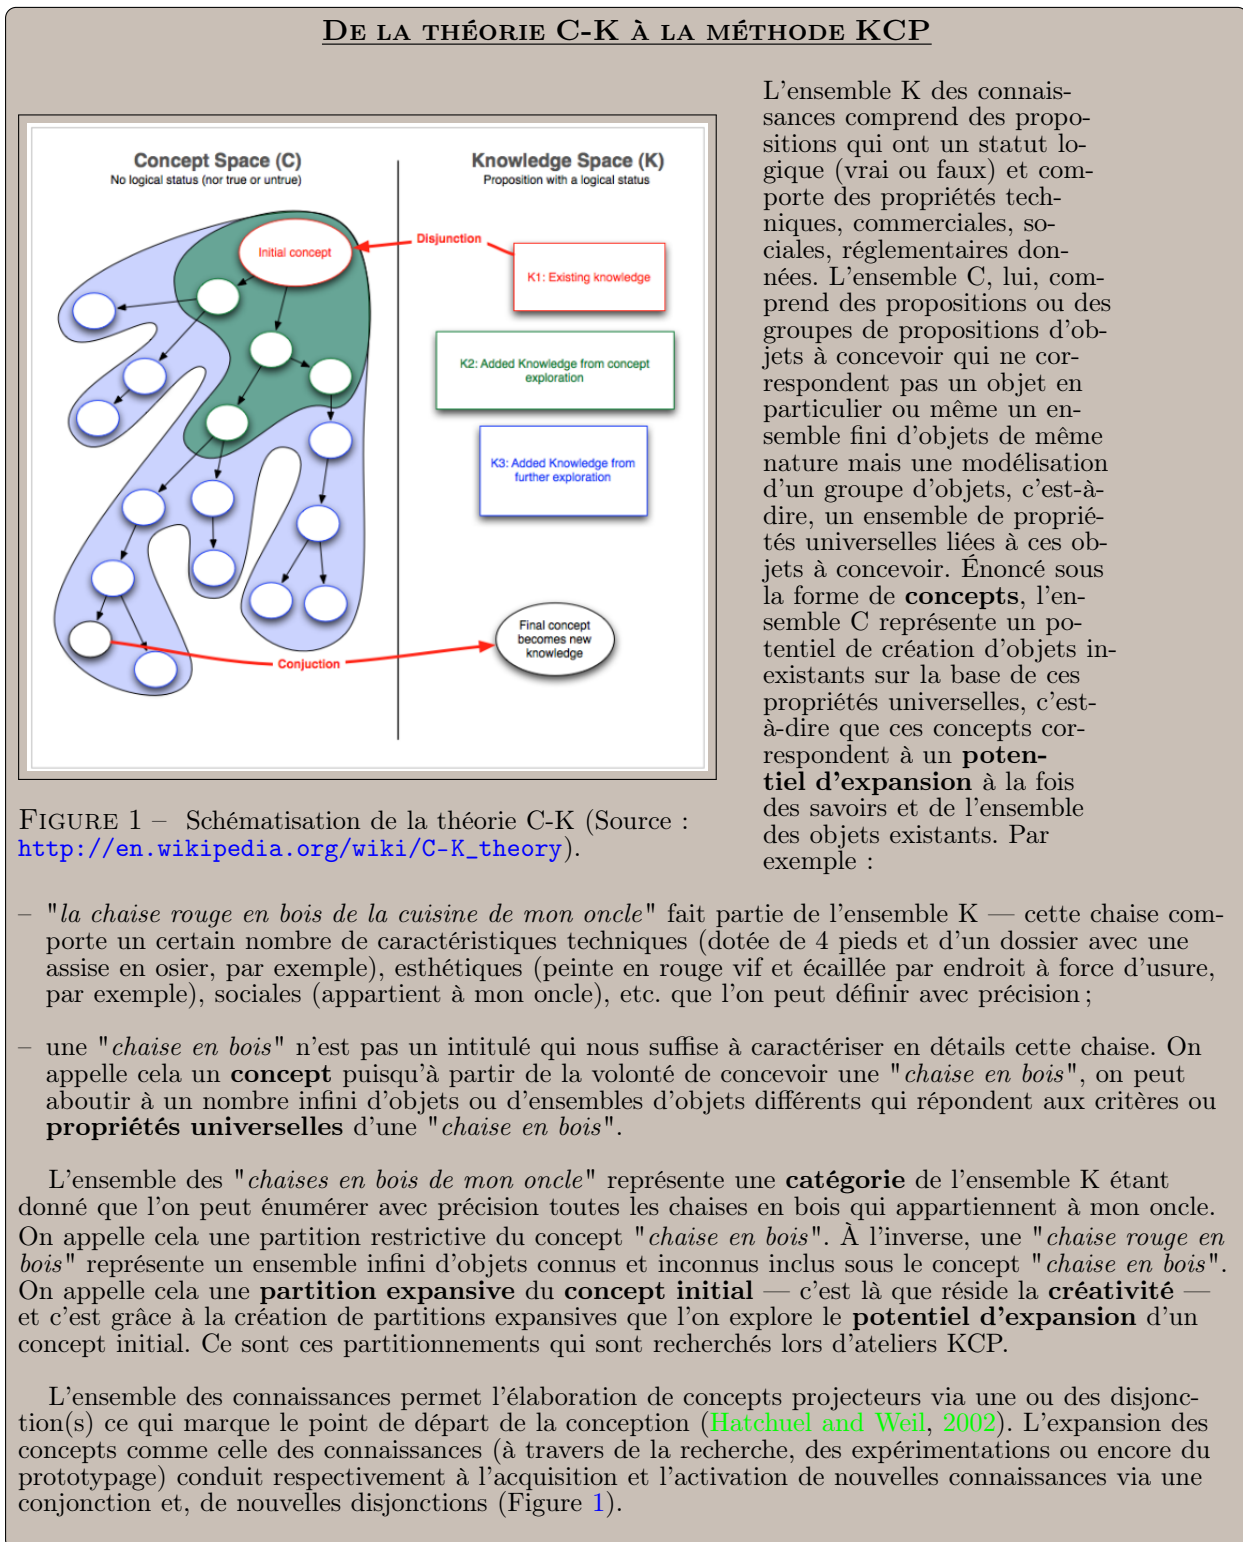 De la théorie C-K à la méthode KCP
Concept Space (C)
No logical status (nor true or untrue)
Knowledge Space (K)
Proposition with a logical status
Initial concept
Disjunction
K1: Existing knowledge
K2: Added Knowledge from concept
exploration
K3: Added Knowledge from
further exploration
Final concept
becomes new
knowledge
Conjuction
Figure 1 – Schématisation de la théorie C-K (Source :
http://en.wikipedia.org/wiki/C-K_theory).
L'ensemble K des connais-
sances comprend des propo-
sitions qui ont un statut lo-
gique (vrai ou faux) et com-
porte des propriétés tech-
niques, commerciales, so-
ciales, réglementaires don-
nées. L'ensemble C, lui, com-
prend des propositions ou des
groupes de propositions d'ob-
jets à concevoir qui ne cor-
respondent pas un objet en
particulier ou même un en-
semble fini d'objets de même
nature mais une modélisation
d'un groupe d'objets, c'est-à-
dire, un ensemble de proprié-
tés universelles liées à ces ob-
jets à concevoir. Énoncé sous
la forme de concepts, l'en-
semble C représente un po-
tentiel de création d'objets in-
existants sur la base de ces
propriétés universelles, c'est-
à-dire que ces concepts cor-
respondent à un poten-
tiel d'expansion à la fois
des savoirs et de l'ensemble
des objets existants. Par
exemple :
– "la chaise rouge en bois de la cuisine de mon oncle" fait partie de l'ensemble K — cette chaise com-
porte un certain nombre de caractéristiques techniques (dotée de 4 pieds et d'un dossier avec une
assise en osier, par exemple), esthétiques (peinte en rouge vif et écaillée par endroit à force d'usure,
par exemple), sociales (appartient à mon oncle), etc. que l'on peut définir avec précision ;
– une "chaise en bois" n'est pas un intitulé qui nous suffise à caractériser en détails cette chaise. On
appelle cela un concept puisqu'à partir de la volonté de concevoir une "chaise en bois", on peut
aboutir à un nombre infini d'objets ou d'ensembles d'objets différents qui répondent aux critères ou
propriétés universelles d'une "chaise en bois".
L'ensemble des "chaises en bois de mon oncle" représente une catégorie de l'ensemble K étant
donné que l'on peut énumérer avec précision toutes les chaises en bois qui appartiennent à mon oncle.
On appelle cela une partition restrictive du concept "chaise en bois". À l'inverse, une "chaise rouge en
bois" représente un ensemble infini d'objets connus et inconnus inclus sous le concept "chaise en bois".
On appelle cela une partition expansive du concept initial — c'est là que réside la créativité —
et c'est grâce à la création de partitions expansives que l'on explore le potentiel d'expansion d'un
concept initial. Ce sont ces partitionnements qui sont recherchés lors d'ateliers KCP.
L'ensemble des connaissances permet l'élaboration de concepts projecteurs via une ou des disjonc-
tion(s) ce qui marque le point de départ de la conception (Hatchuel and Weil, 2002). L'expansion des
concepts comme celle des connaissances (à travers de la recherche, des expérimentations ou encore du
prototypage) conduit respectivement à l'acquisition et l'activation de nouvelles connaissances via une
conjonction et, de nouvelles disjonctions (Figure 1).